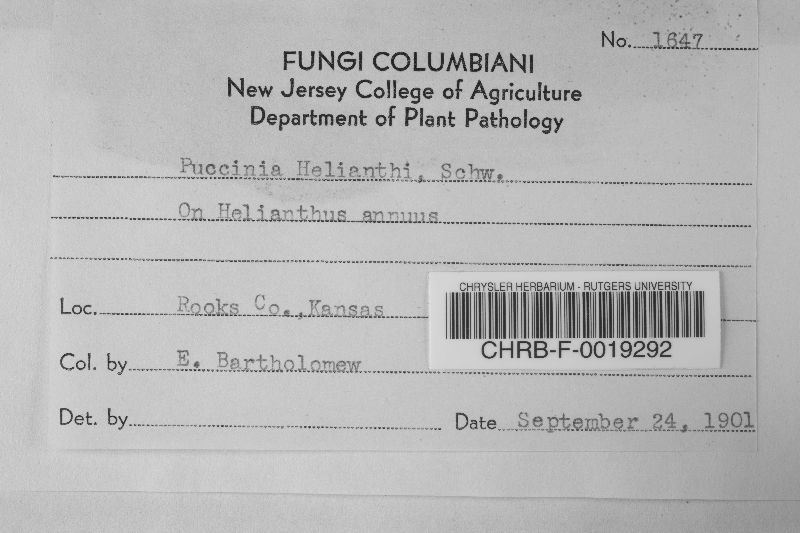 No. 1647
FUNGI COLUMBIANI
New Jersey College of Agriculture
Department of Plant Pathology
Puccinia Helianthi, Schw.
On Helianthus annuus
Loc. Rooks Co., Kansas
CHRYSLER HERBARIUM - RUTGERS UNIVERSITY
CHRB-F-0019292
Col. by E. Bartholomew
Det. by
Date September 24, 1901